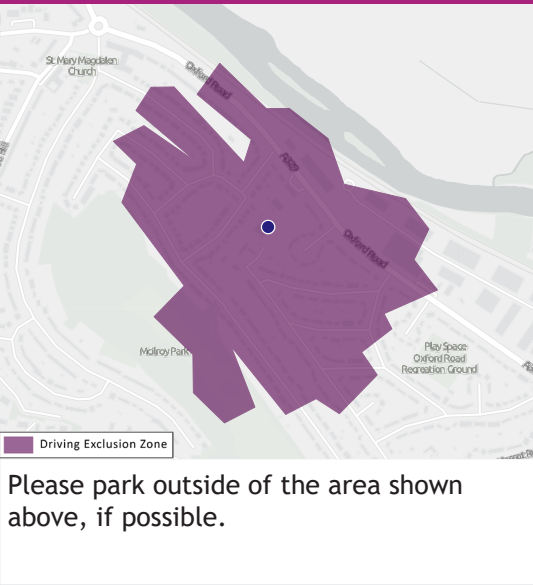 St. Mary Magdalen
Church
Oxford Road
A329
Oxford Road
McIlroy Park
Play Space
Oxford Road
Recreation Ground
Driving Exclusion Zone
Please park outside of the area shown
above, if possible.